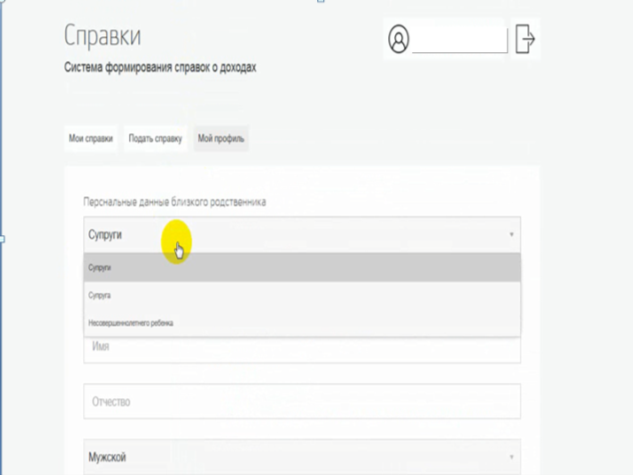 Справки
Система формирования справок о доходах
Мои справки Подать справку Мой профиль
Перснальные данные близкого родственника
Супруги
Супруги
Супруга
Несовершеннолетнего ребенка
Имя
Отчество
Мужской